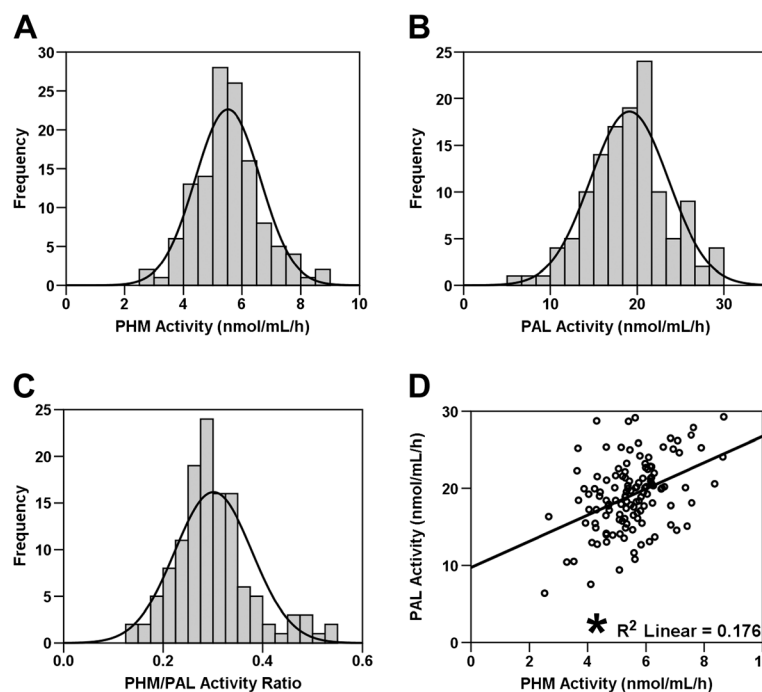 A
Frequency
30
25
20
15
10
5
0
0 2 4 6 8 10
PHM Activity (nmol/mL/h)
B
Frequency
25
20
15
10
5
0
0 10 20 30
PAL Activity (nmol/mL/h)
C
Frequency
25
20
15
10
5
0
0.0 0.2 0.4 0.6
PHM/PAL Activity Ratio
D
PAL Activity (nmol/mL/h)
30
20
10
0
* R² Linear = 0.176
0 2 4 6 8 10
PHM Activity (nmol/mL/h)